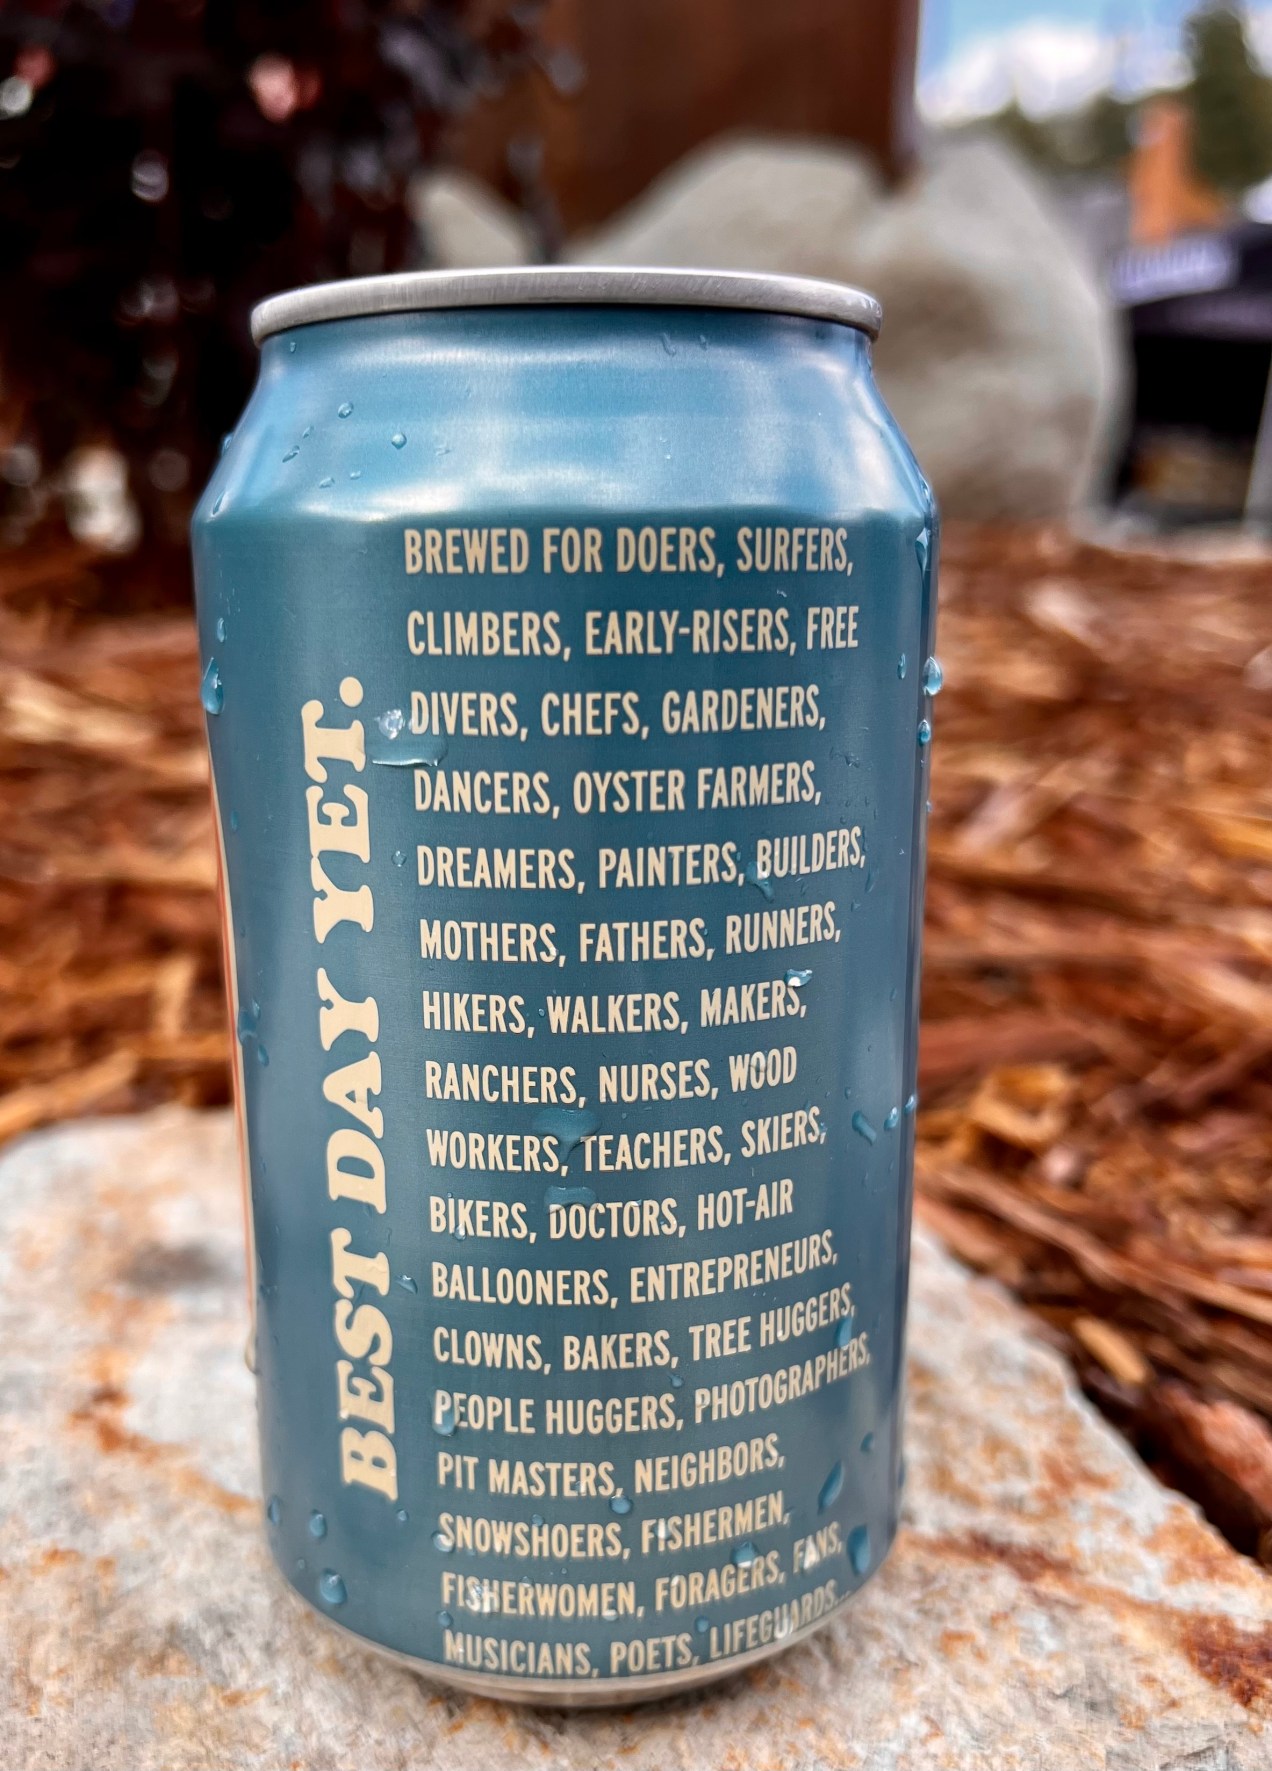 BEST DAY YET.
BREWED FOR DOERS, SURFERS,
CLIMBERS, EARLY-RISERS, FREE
DIVERS, CHEFS, GARDENERS,
DANCERS, OYSTER FARMERS,
DREAMERS, PAINTERS, BUILDERS,
MOTHERS, FATHERS, RUNNERS,
HIKERS, WALKERS, MAKERS,
RANCHERS, NURSES, WOOD
WORKERS, TEACHERS, SKIERS,
BIKERS, DOCTORS, HOT-AIR
BALLOONERS, ENTREPRENEURS,
CLOWNS, BAKERS, TREE HUGGERS,
PEOPLE HUGGERS, PHOTOGRAPHERS,
PIT MASTERS, NEIGHBORS,
SNOWSHOERS, FISHERMEN,
FISHERWOMEN, FORAGERS, FANS,
MUSICIANS, POETS, LIFEGUARDS...